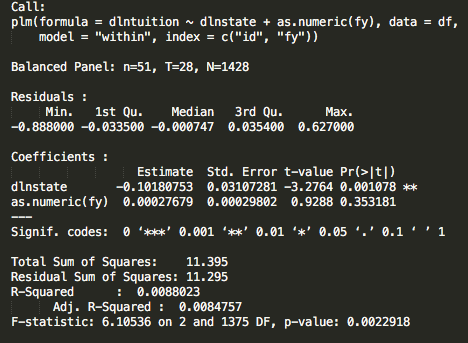 Call:
plm(formula = dlntuition ~ dlnstate + as.numeric(fy), data = df,
    model = "within", index = c("id", "fy"))
Balanced Panel: n=51, T=28, N=1428
Residuals :
     Min.   1st Qu.    Median   3rd Qu.      Max.
-0.888000 -0.033500 -0.000747  0.035400  0.627000
Coefficients :
                  Estimate  Std. Error t-value Pr(>|t|)
dlnstate       -0.10180753  0.03107281 -3.2764 0.001078 **
as.numeric(fy)  0.00027679  0.00029802  0.9288 0.353181
---
Signif. codes:  0 ‘***’ 0.001 ‘**’ 0.01 ‘*’ 0.05 ‘.’ 0.1 ‘ ’ 1
Total Sum of Squares:    11.395
Residual Sum of Squares: 11.295
R-Squared      :  0.0088023
      Adj. R-Squared :  0.0084757
F-statistic: 6.10536 on 2 and 1375 DF, p-value: 0.0022918